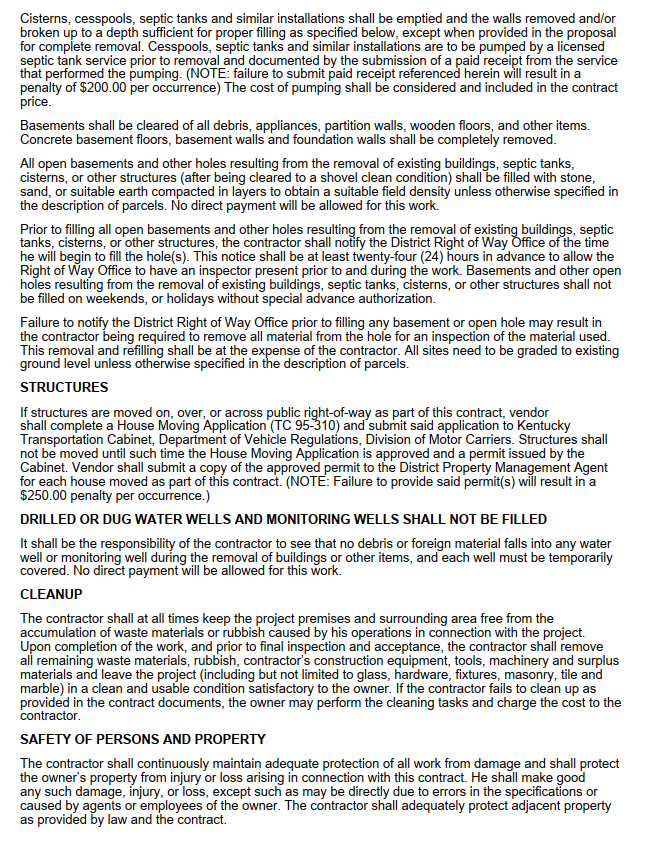 Cisterns, cesspools, septic tanks and similar installations shall be emptied and the walls removed and/or
broken up to a depth sufficient for proper filling as specified below, except when provided in the proposal
for complete removal. Cesspools, septic tanks and similar installations are to be pumped by a licensed
septic tank service prior to removal and documented by the submission of a paid receipt from the service
that performed the pumping. (NOTE: failure to submit paid receipt referenced herein will result in a
penalty of $200.00 per occurrence) The cost of pumping shall be considered and included in the contract
price.
Basements shall be cleared of all debris, appliances, partition walls, wooden floors, and other items.
Concrete basement floors, basement walls and foundation walls shall be completely removed.
All open basements and other holes resulting from the removal of existing buildings, septic tanks,
cisterns, or other structures (after being cleared to a shovel clean condition) shall be filled with stone,
sand, or suitable earth compacted in layers to obtain a suitable field density unless otherwise specified in
the description of parcels. No direct payment will be allowed for this work.
Prior to filling all open basements and other holes resulting from the removal of existing buildings, septic
tanks, cisterns, or other structures, the contractor shall notify the District Right of Way Office of the time
he will begin to fill the hole(s). This notice shall be at least twenty-four (24) hours in advance to allow the
Right of Way Office to have an inspector present prior to and during the work. Basements and other open
holes resulting from the removal of existing buildings, septic tanks, cisterns, or other structures shall not
be filled on weekends, or holidays without special advance authorization.
Failure to notify the District Right of Way Office prior to filling any basement or open hole may result in
the contractor being required to remove all material from the hole for an inspection of the material used.
This removal and refilling shall be at the expense of the contractor. All sites need to be graded to existing
ground level unless otherwise specified in the description of parcels.
STRUCTURES
If structures are moved on, over, or across public right-of-way as part of this contract, vendor
shall complete a House Moving Application (TC 95-310) and submit said application to Kentucky
Transportation Cabinet, Department of Vehicle Regulations, Division of Motor Carriers. Structures shall
not be moved until such time the House Moving Application is approved and a permit issued by the
Cabinet. Vendor shall submit a copy of the approved permit to the District Property Management Agent
for each house moved as part of this contract. (NOTE: Failure to provide said permit(s) will result in a
$250.00 penalty per occurrence.)
DRILLED OR DUG WATER WELLS AND MONITORING WELLS SHALL NOT BE FILLED
It shall be the responsibility of the contractor to see that no debris or foreign material falls into any water
well or monitoring well during the removal of buildings or other items, and each well must be temporarily
covered. No direct payment will be allowed for this work.
CLEANUP
The contractor shall at all times keep the project premises and surrounding area free from the
accumulation of waste materials or rubbish caused by his operations in connection with the project.
Upon completion of the work, and prior to final inspection and acceptance, the contractor shall remove
all remaining waste materials, rubbish, contractor's construction equipment, tools, machinery and surplus
materials and leave the project (including but not limited to glass, hardware, fixtures, masonry, tile and
marble) in a clean and usable condition satisfactory to the owner. If the contractor fails to clean up as
provided in the contract documents, the owner may perform the cleaning tasks and charge the cost to the
contractor.
SAFETY OF PERSONS AND PROPERTY
The contractor shall continuously maintain adequate protection of all work from damage and shall protect
the owner's property from injury or loss arising in connection with this contract. He shall make good
any such damage, injury, or loss, except such as may be directly due to errors in the specifications or
caused by agents or employees of the owner. The contractor shall adequately protect adjacent property
as provided by law and the contract.